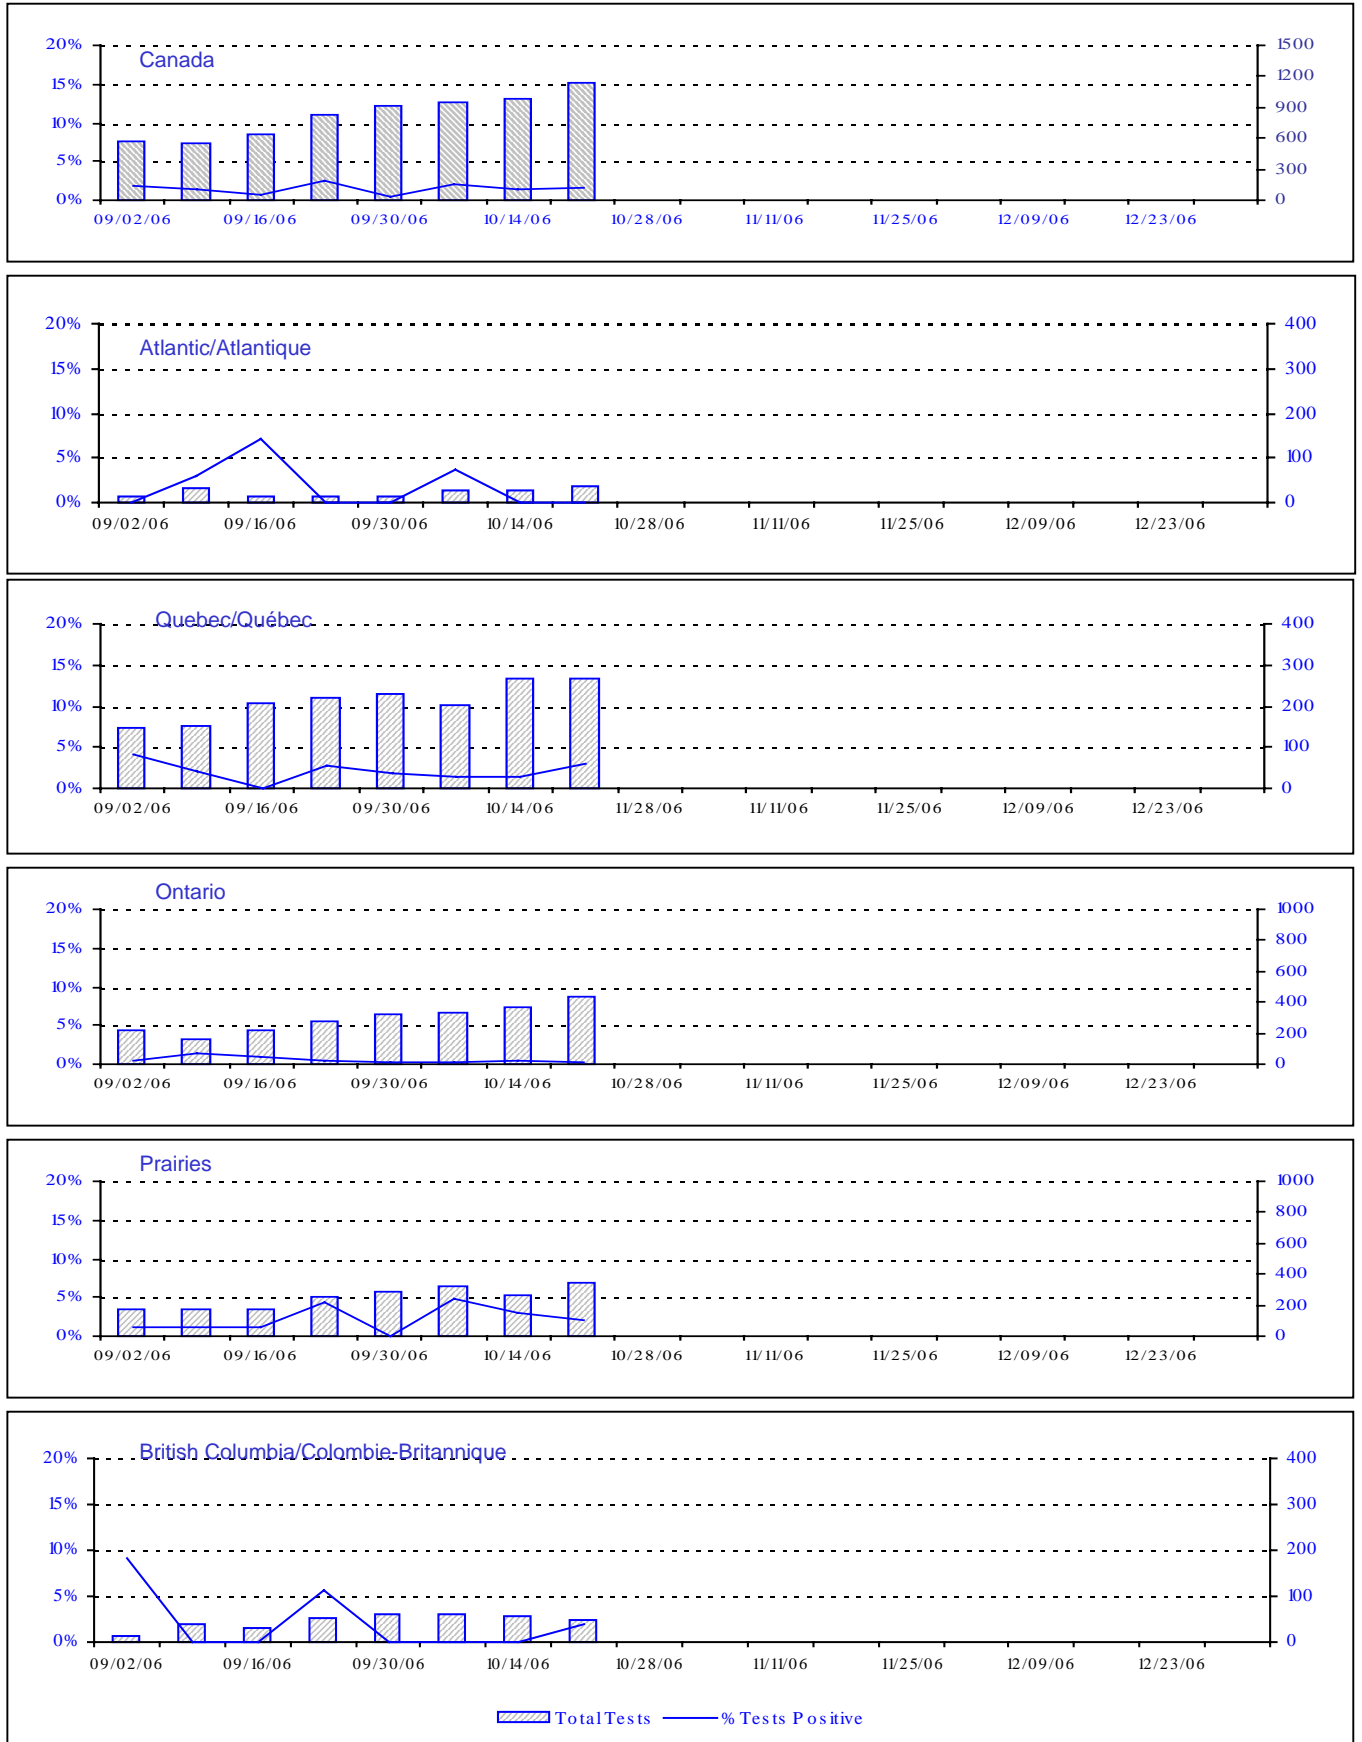 Canada
20% 1500
15% 1200
10% 900
5% 600
0% 300
0
09/02/06 09/16/06 09/30/06 10/14/06 10/28/06 11/11/06 11/25/06 12/09/06 12/23/06
Atlantic/Atlantique
20% 400
15% 300
10% 200
5% 100
0% 0
09/02/06 09/16/06 09/30/06 10/14/06 10/28/06 11/11/06 11/25/06 12/09/06 12/23/06
Quebec/Québec
20% 400
15% 300
10% 200
5% 100
0% 0
09/02/06 09/16/06 09/30/06 10/14/06 11/28/06 11/11/06 11/25/06 12/09/06 12/23/06
Ontario
20% 1000
15% 800
10% 600
5% 400
0% 200
0
09/02/06 09/16/06 09/30/06 10/14/06 10/28/06 11/11/06 11/25/06 12/09/06 12/23/06
Prairies
20% 1000
15% 800
10% 600
5% 400
0% 200
0
09/02/06 09/16/06 09/30/06 10/14/06 10/28/06 11/11/06 11/25/06 12/09/06 12/23/06
British Columbia/Colombie-Britannique
20% 400
15% 300
10% 200
5% 100
0% 0
09/02/06 09/16/06 09/30/06 10/14/06 10/28/06 11/11/06 11/25/06 12/09/06 12/23/06
Total Tests % Tests Positive